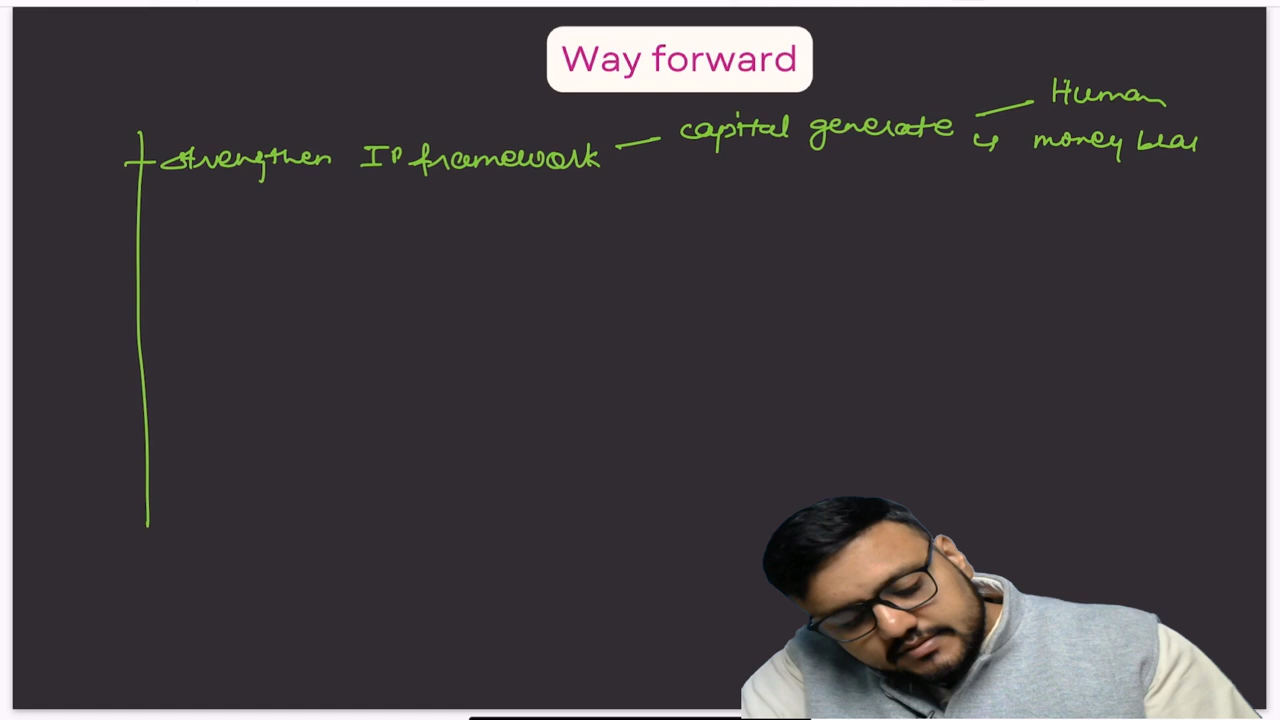 Way forward
Human
strengthen IP framework — capital generate
money